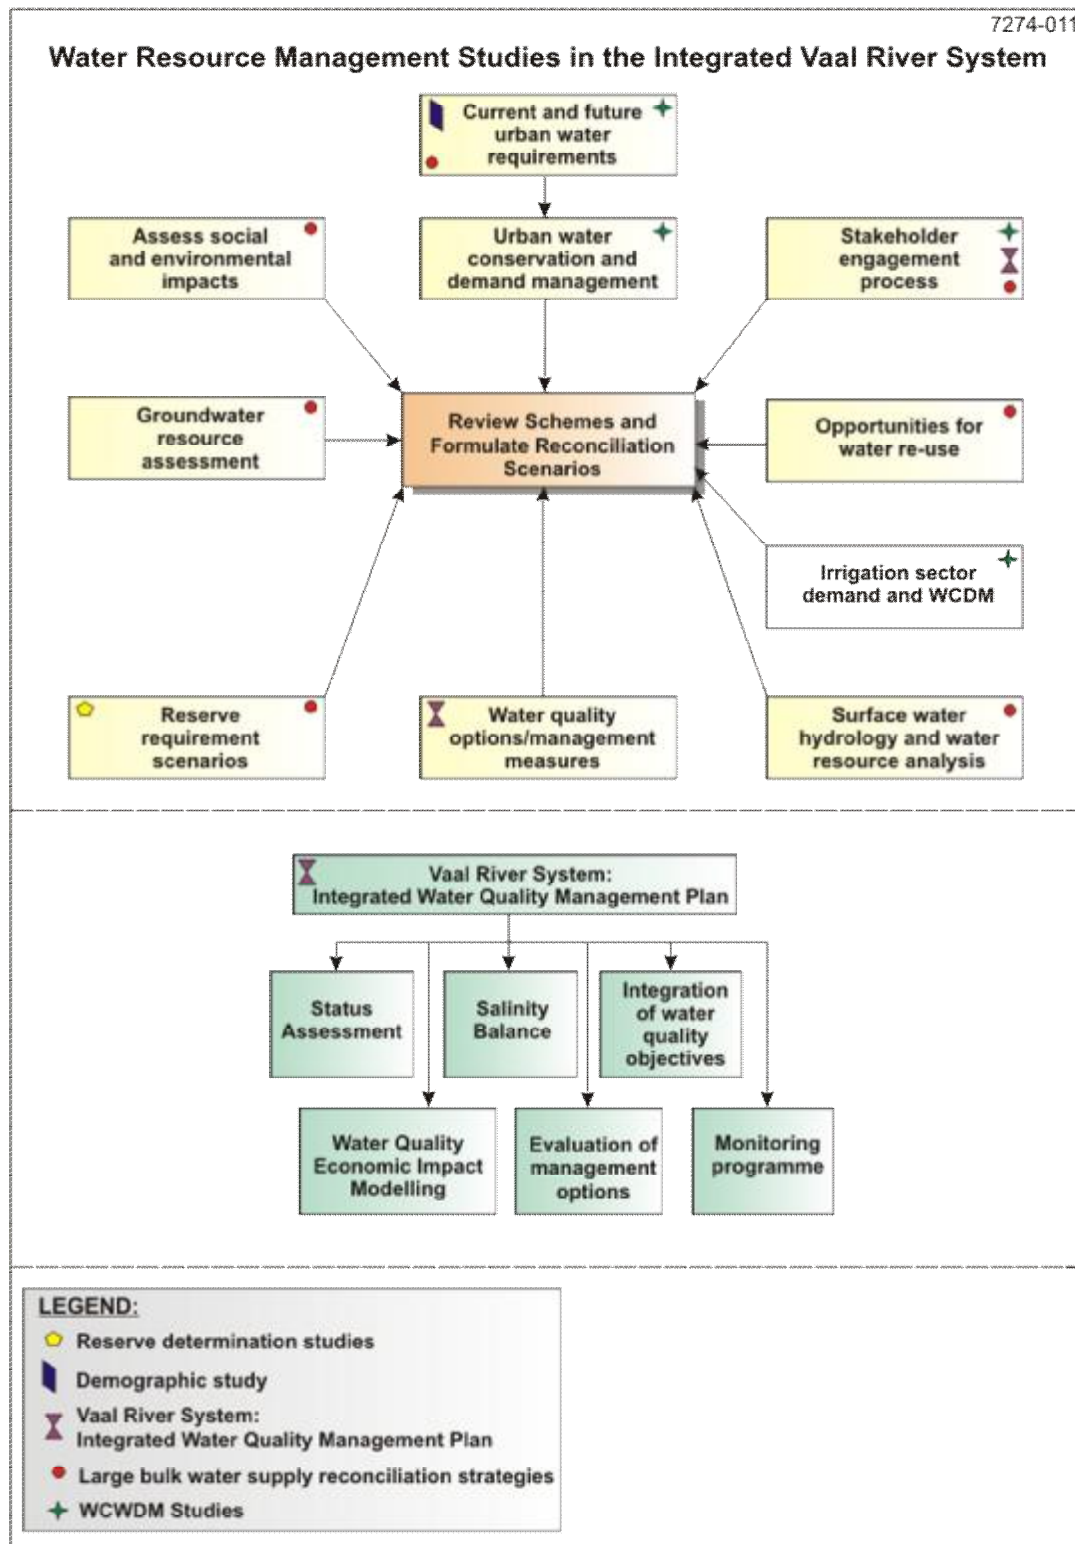 7274-011
Water Resource Management Studies in the Integrated Vaal River System
Current and future
urban water
requirements
Assess social
and environmental
impacts
Urban water
conservation and
demand management
Stakeholder
engagement
process
Groundwater
resource
assessment
Review Schemes and
Formulate Reconciliation
Scenarios
Opportunities for
water re-use
Irrigation sector
demand and WCDM
Reserve
requirement
scenarios
Water quality
options/management
measures
Surface water
hydrology and water
resource analysis
Vaal River System:
Integrated Water Quality Management Plan
Status
Assessment
Salinity
Balance
Integration
of water
quality
objectives
Water Quality
Economic Impact
Modelling
Evaluation of
management
options
Monitoring
programme
LEGEND:
Reserve determination studies
Demographic study
Vaal River System:
Integrated Water Quality Management Plan
Large bulk water supply reconciliation strategies
WCWDM Studies